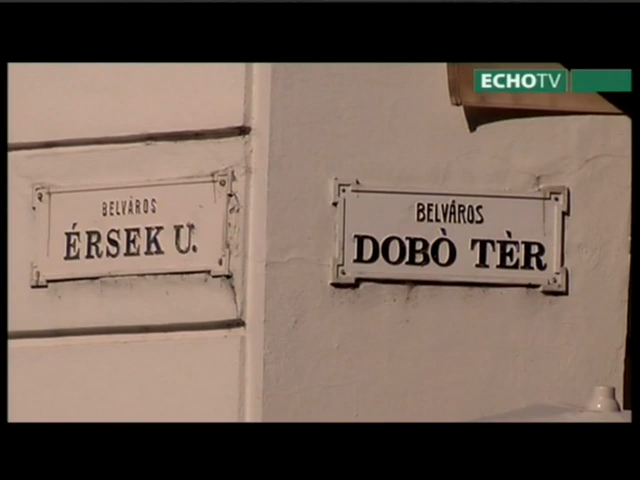 ECHOTV
BELVÁROS
ÉRSEK U.
BELVÁROS
DOBÒ TÈR